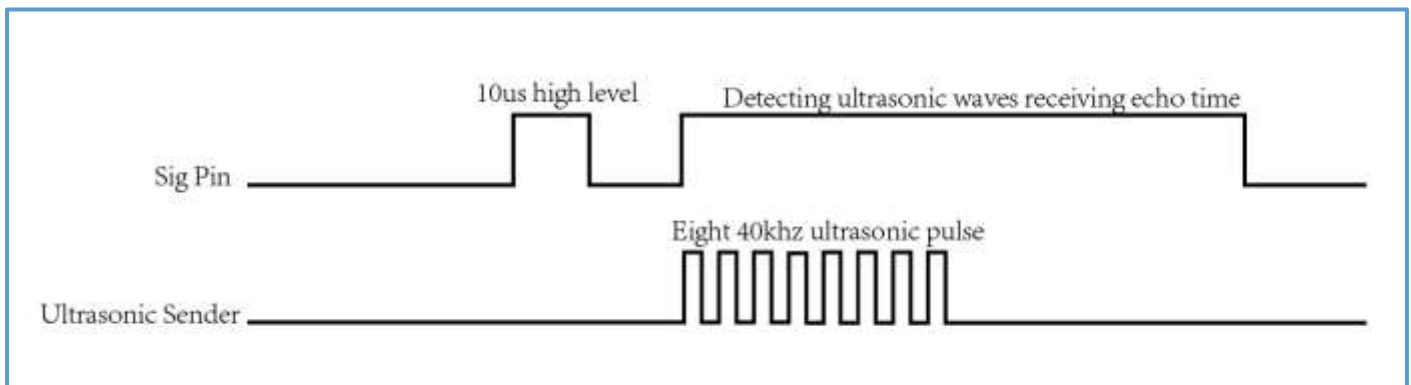 10us high level
Detecting ultrasonic waves receiving echo time
Sig Pin
Eight 40khz ultrasonic pulse
Ultrasonic Sender